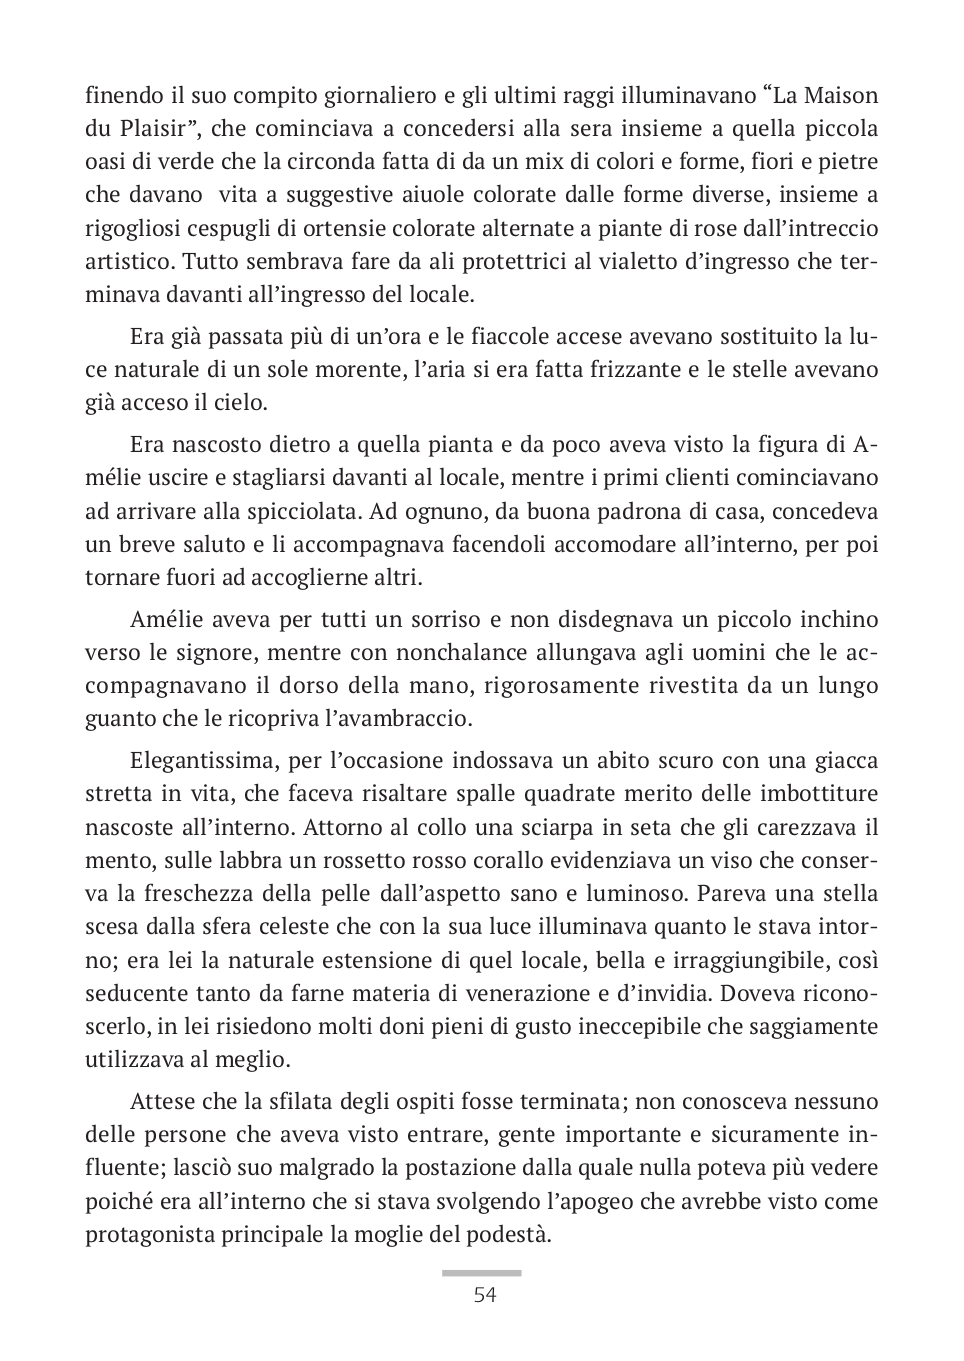 finendo il suo compito giornaliero e gli ultimi raggi illuminavano “La Maison
du Plaisir”, che cominciava a concedersi alla sera insieme a quella piccola
oasi di verde che la circonda fatta di da un mix di colori e forme, fiori e pietre
che davano  vita a suggestive aiuole colorate dalle forme diverse, insieme a
rigogliosi cespugli di ortensie colorate alternate a piante di rose dall’intreccio
artistico. Tutto sembrava fare da ali protettrici al vialetto d’ingresso che ter-
minava davanti all’ingresso del locale.
Era già passata più di un’ora e le fiaccole accese avevano sostituito la lu-
ce naturale di un sole morente, l’aria si era fatta frizzante e le stelle avevano
già acceso il cielo.
Era nascosto dietro a quella pianta e da poco aveva visto la figura di A-
mélie uscire e stagliarsi davanti al locale, mentre i primi clienti cominciavano
ad arrivare alla spicciolata. Ad ognuno, da buona padrona di casa, concedeva
un breve saluto e li accompagnava facendoli accomodare all’interno, per poi
tornare fuori ad accoglierne altri.
Amélie aveva per tutti un sorriso e non disdegnava un piccolo inchino
verso le signore, mentre con nonchalance allungava agli uomini che le ac-
compagnavano il dorso della mano, rigorosamente rivestita da un lungo
guanto che le ricopriva l’avambraccio.
Elegantissima, per l’occasione indossava un abito scuro con una giacca
stretta in vita, che faceva risaltare spalle quadrate merito delle imbottiture
nascoste all’interno. Attorno al collo una sciarpa in seta che gli carezzava il
mento, sulle labbra un rossetto rosso corallo evidenziava un viso che conser-
va la freschezza della pelle dall’aspetto sano e luminoso. Pareva una stella
scesa dalla sfera celeste che con la sua luce illuminava quanto le stava intor-
no; era lei la naturale estensione di quel locale, bella e irraggiungibile, così
seducente tanto da farne materia di venerazione e d’invidia. Doveva ricono-
scerlo, in lei risiedono molti doni pieni di gusto ineccepibile che saggiamente
utilizzava al meglio.
Attese che la sfilata degli ospiti fosse terminata; non conosceva nessuno
delle persone che aveva visto entrare, gente importante e sicuramente in-
fluente; lasciò suo malgrado la postazione dalla quale nulla poteva più vedere
poiché era all’interno che si stava svolgendo l’apogeo che avrebbe visto come
protagonista principale la moglie del podestà.
54